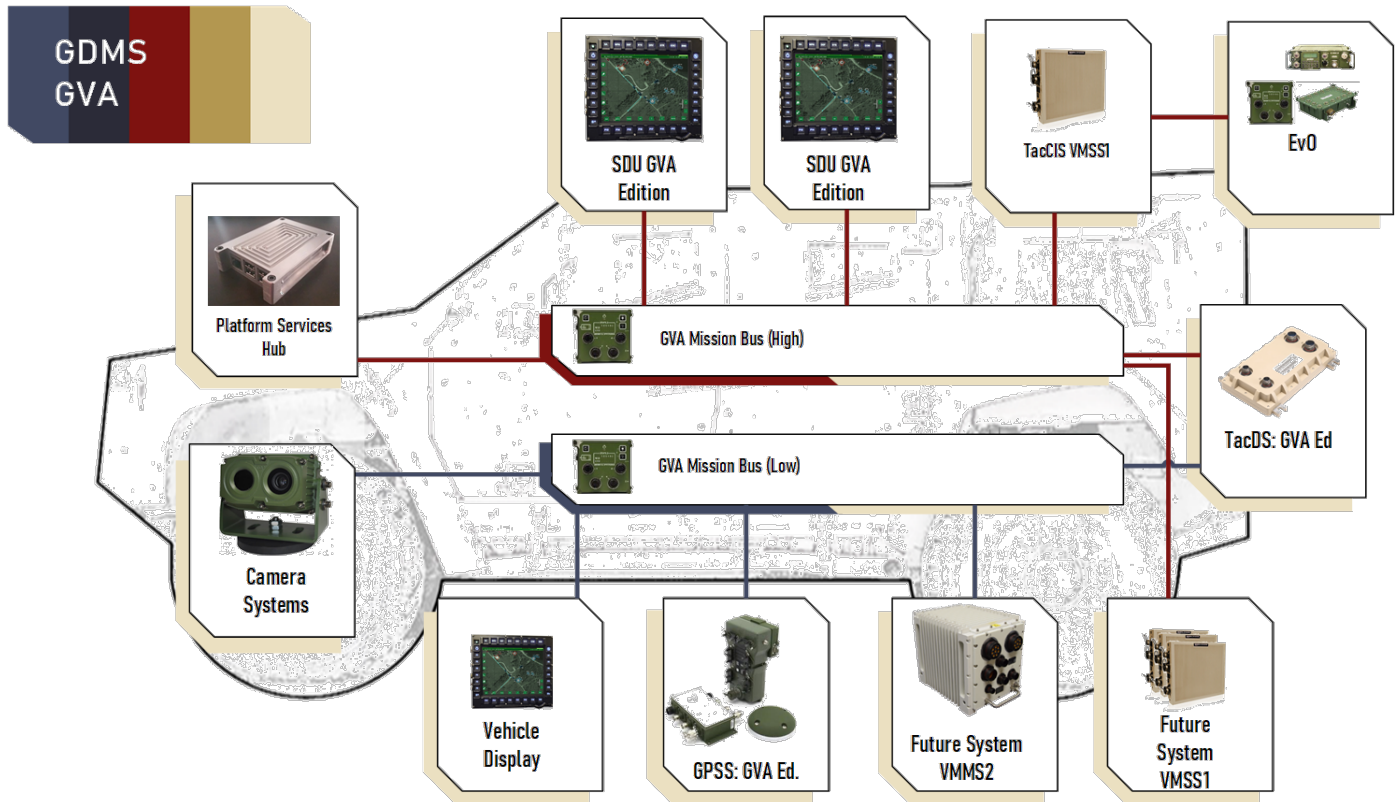 GDMS
GVA
SDU GVA
Edition
SDU GVA
Edition
TacCIS VMSS1
EvO
Platform Services
Hub
GVA Mission Bus (High)
TacDS: GVA Ed
GVA Mission Bus (Low)
Camera
Systems
Vehicle
Display
GPSS: GVA Ed.
Future System
VMMS2
Future
System
VMSS1